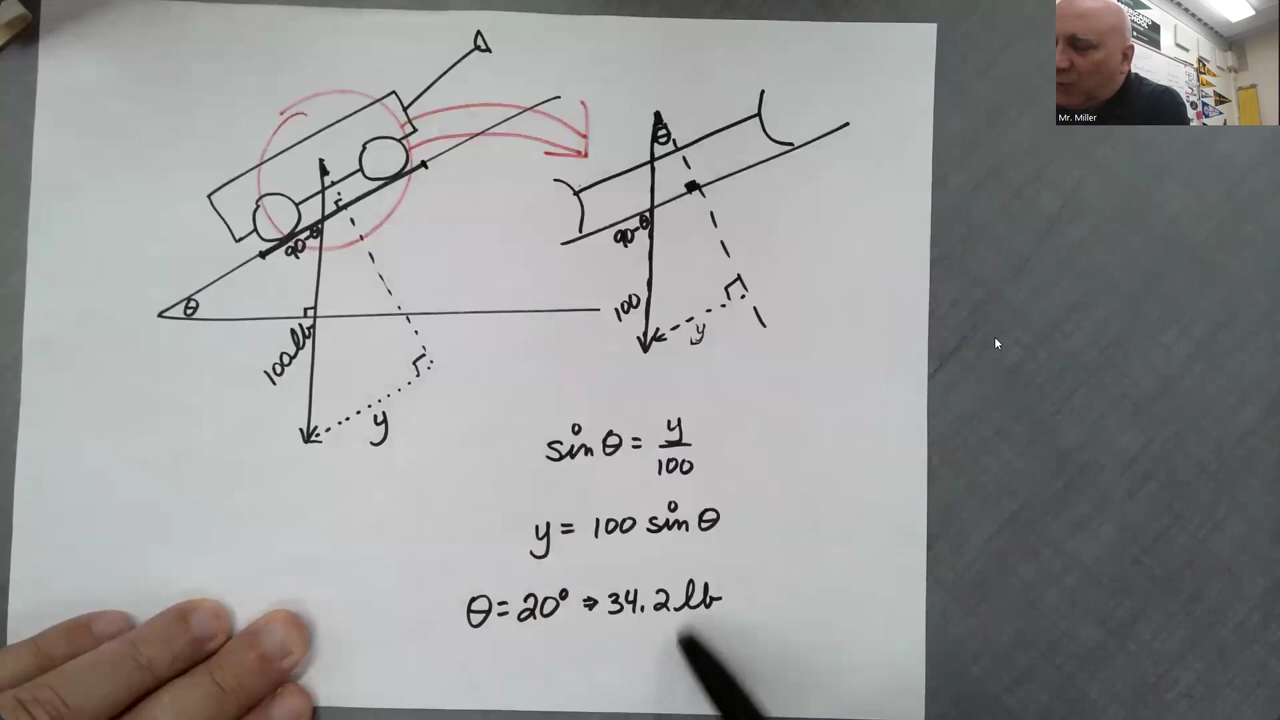 θ
90-θ
100lb
y
θ
90-θ
100
y
sin θ = y/100
y = 100 sin θ
θ = 20° ⇒ 34.2 lb
Mr. Miller